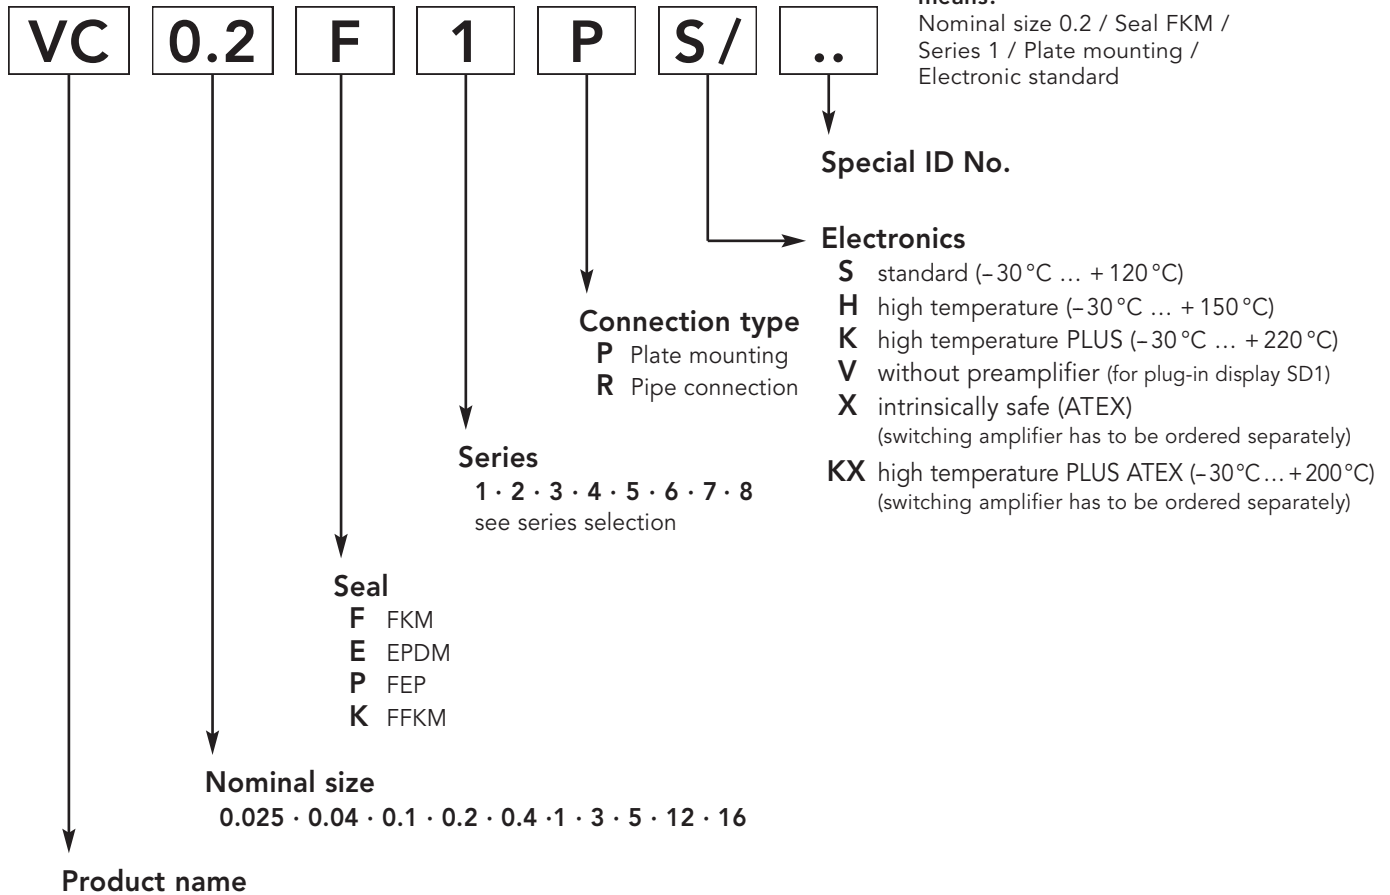 means:
VC 0.2 F 1 P S/ ..
Nominal size 0.2 / Seal FKM /
Series 1 / Plate mounting /
Electronic standard
Special ID No.
Electronics
S standard (–30 °C … +120 °C)
H high temperature (–30 °C … +150 °C)
K high temperature PLUS (–30 °C … +220 °C)
V without preamplifier (for plug-in display SD1)
X intrinsically safe (ATEX)
(switching amplifier has to be ordered separately)
KX high temperature PLUS ATEX (–30 °C … +200 °C)
(switching amplifier has to be ordered separately)
Connection type
P Plate mounting
R Pipe connection
Series
1 · 2 · 3 · 4 · 5 · 6 · 7 · 8
see series selection
Seal
F FKM
E EPDM
P FEP
K FFKM
Nominal size
0.025 · 0.04 · 0.1 · 0.2 · 0.4 ·1 · 3 · 5 · 12 · 16
Product name